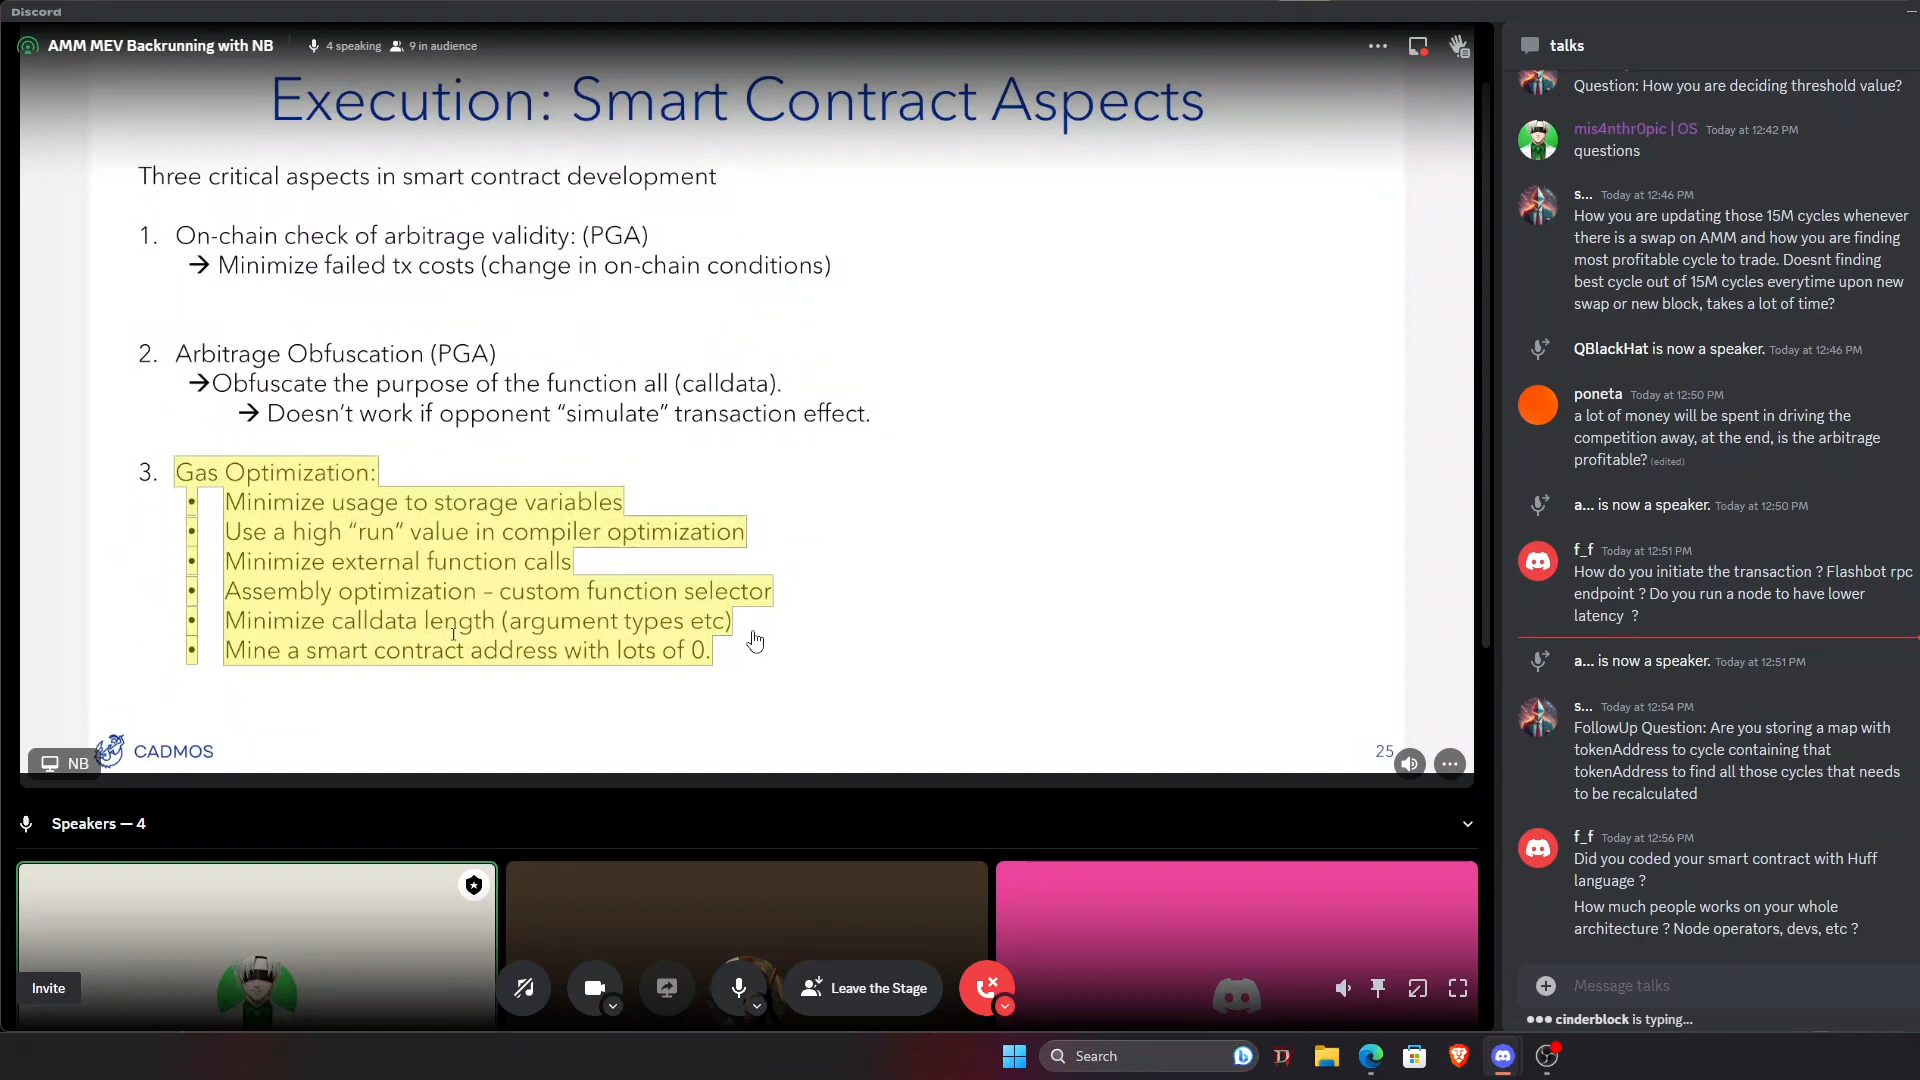 Discord
AMM MEV Backrunning with NB
4 speaking
9 in audience
Execution: Smart Contract Aspects
Three critical aspects in smart contract development
1. On-chain check of arbitrage validity: (PGA)
→ Minimize failed tx costs (change in on-chain conditions)
2. Arbitrage Obfuscation (PGA)
→Obfuscate the purpose of the function all (calldata).
→ Doesn't work if opponent “simulate” transaction effect.
3. Gas Optimization:
• Minimize usage to storage variables
• Use a high “run” value in compiler optimization
• Minimize external function calls
• Assembly optimization – custom function selector
• Minimize calldata length (argument types etc)
• Mine a smart contract address with lots of 0.
CADMOS
25
NB
Speakers — 4
Invite
Leave the Stage
talks
Question: How you are deciding threshold value?
mis4nthr0pic | OS Today at 12:42 PM
questions
s... Today at 12:46 PM
How you are updating those 15M cycles whenever
there is a swap on AMM and how you are finding
most profitable cycle to trade. Doesnt finding
best cycle out of 15M cycles everytime upon new
swap or new block, takes a lot of time?
QBlackHat is now a speaker. Today at 12:46 PM
poneta Today at 12:50 PM
a lot of money will be spent in driving the
competition away, at the end, is the arbitrage
profitable? (edited)
a... is now a speaker. Today at 12:50 PM
f_f Today at 12:51 PM
How do you initiate the transaction ? Flashbot rpc
endpoint ? Do you run a node to have lower
latency ?
a... is now a speaker. Today at 12:51 PM
s... Today at 12:54 PM
FollowUp Question: Are you storing a map with
tokenAddress to cycle containing that
tokenAddress to find all those cycles that needs
to be recalculated
f_f Today at 12:56 PM
Did you coded your smart contract with Huff
language ?
How much people works on your whole
architecture ? Node operators, devs, etc ?
Message talks
cinderblock is typing...
Search